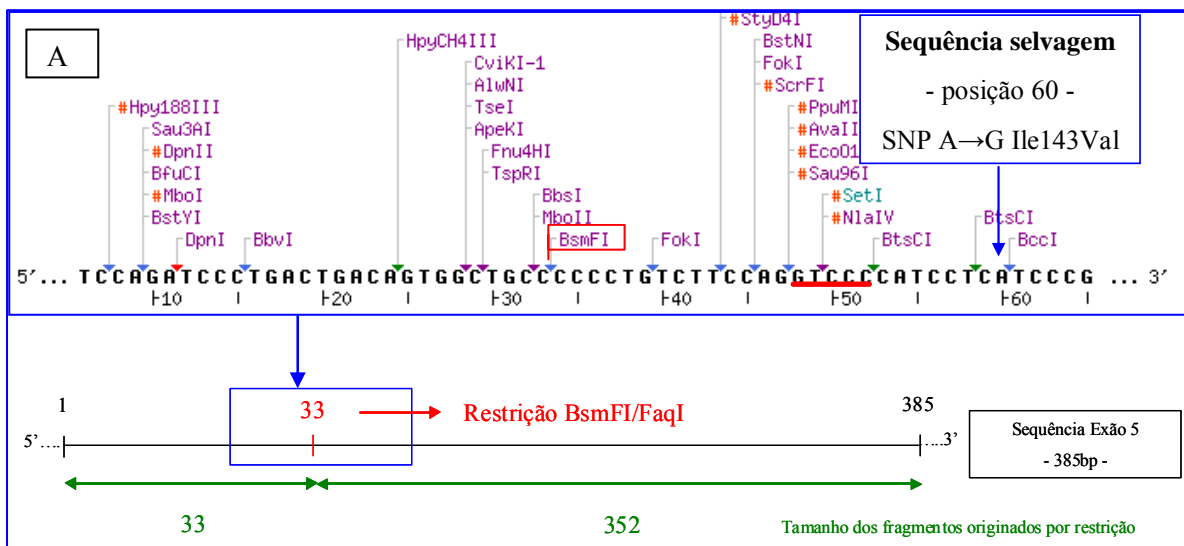 A
#StyD4I
HpyCH4III
BstNI
CviKI-1
FokI
AlwNI
#ScrFI
#Hpy188III
TseI
#PpuMI
Sau3AI
ApeKI
#AvaII
#DpnII
Fnu4HI
#EcoO1
BfuCI
TspRI
#Sau96I
#MboI
BbsI
#SetI
BstYI
MboII
#NlaIV
BtsCI
DpnI
BbvI
BsmFI
FokI
BtsCI
BccI
Sequência selvagem
- posição 60 -
SNP A→G Ile143Val
5'... TCCAGATCCCTGACTGACAGTGGCTGCCCCCCTGTCTTCCAGGTCCCCATCCTCATCCCG ... 3'
10 20 30 40 50 60
1
33
Restrição BsmFI/FaqI
385
5'....
.....3'
Sequência Exão 5
- 385bp -
33
352
Tamanho dos fragmentos originados por restrição